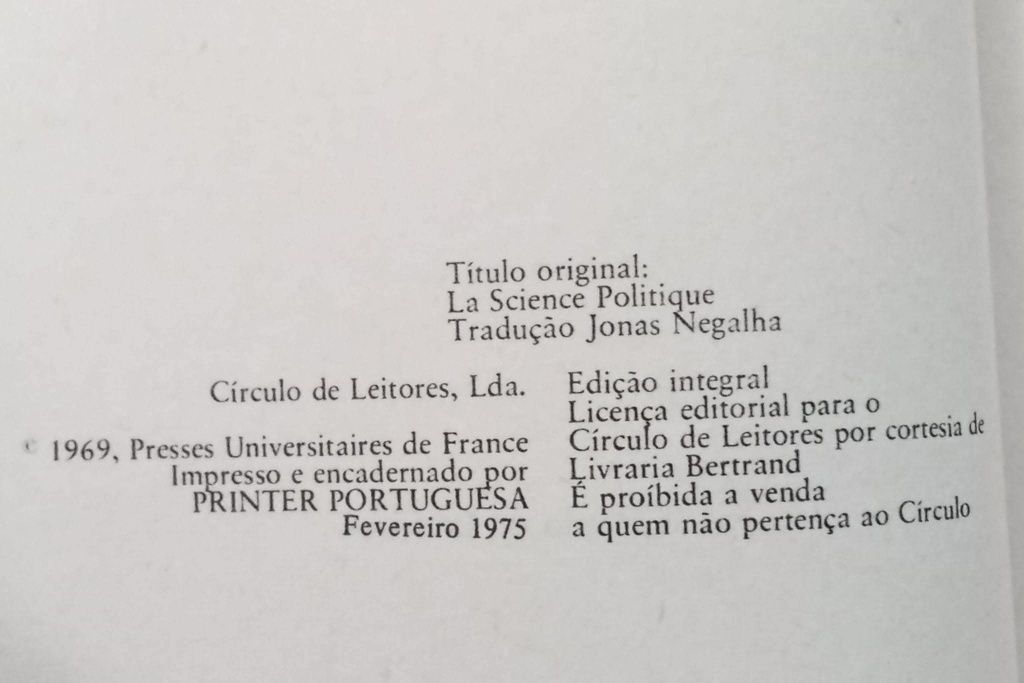 Título original:
La Science Politique
Tradução Jonas Negalha
Círculo de Leitores, Lda.
© 1969, Presses Universitaires de France
Impresso e encadernado por
PRINTER PORTUGUESA
Fevereiro 1975
Edição integral
Licença editorial para o
Círculo de Leitores por cortesia de
Livraria Bertrand
É proíbida a venda
a quem não pertença ao Círculo